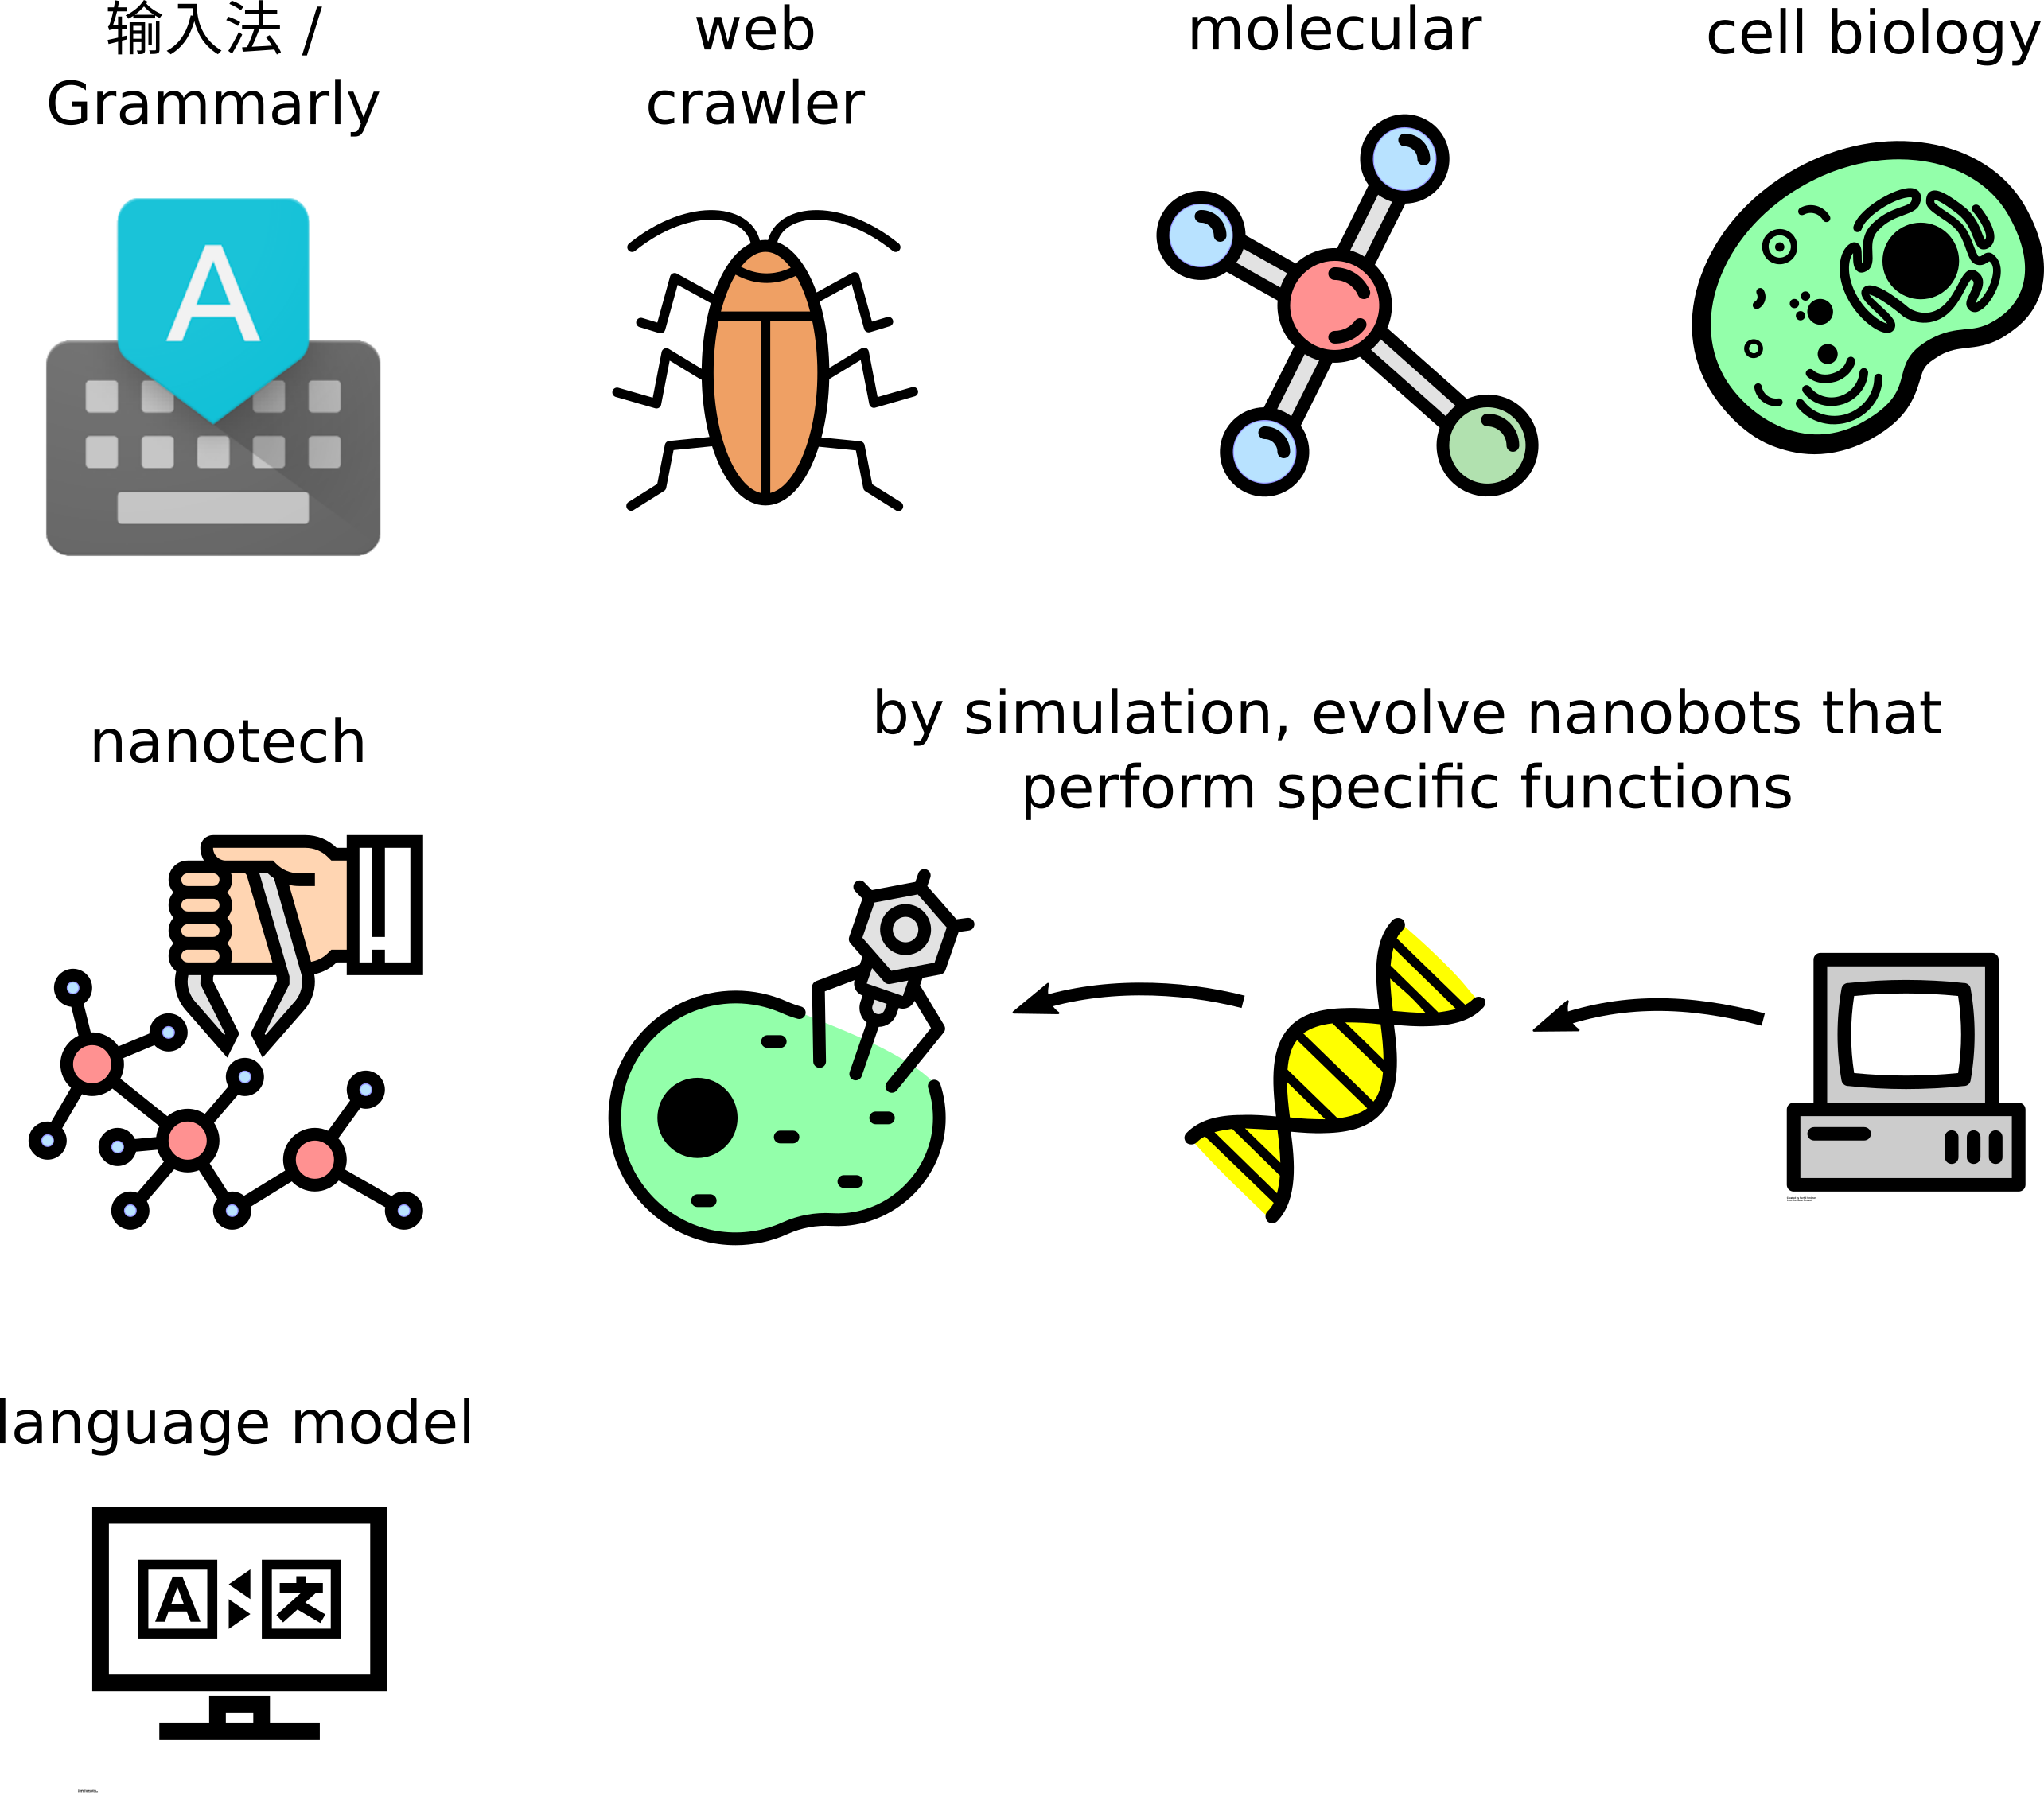 输入法 /
Grammarly
web
crawler
molecular
cell biology
A
nanotech
by simulation, evolve nanobots that
perform specific functions
language model
A